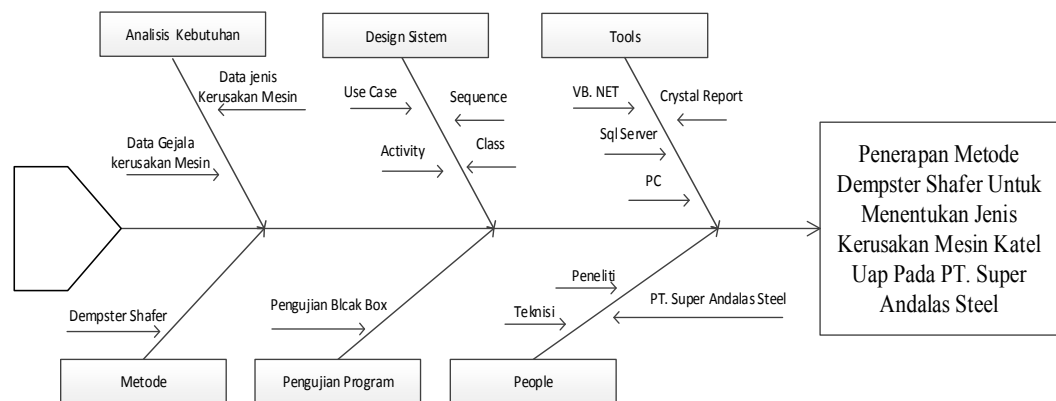 Analisis Kebutuhan
Design Sistem
Tools
Data jenis
Kerusakan Mesin
Data Gejala
kerusakan Mesin
Use Case
Sequence
Activity
Class
VB. NET
Crystal Report
Sql Server
PC
Penerapan Metode
Dempster Shafer Untuk
Menentukan Jenis
Kerusakan Mesin Katel
Uap Pada PT. Super
Andalas Steel
Dempster Shafer
Pengujian Blcak Box
Peneliti
Teknisi
PT. Super Andalas Steel
Metode
Pengujian Program
People